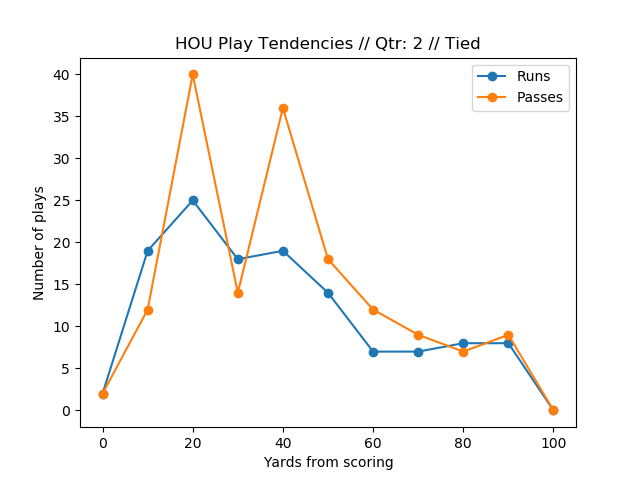 HOU Play Tendencies // Qtr: 2 // Tied
Runs
Passes
Number of plays
40
35
30
25
20
15
10
5
0
0 20 40 60 80 100
Yards from scoring